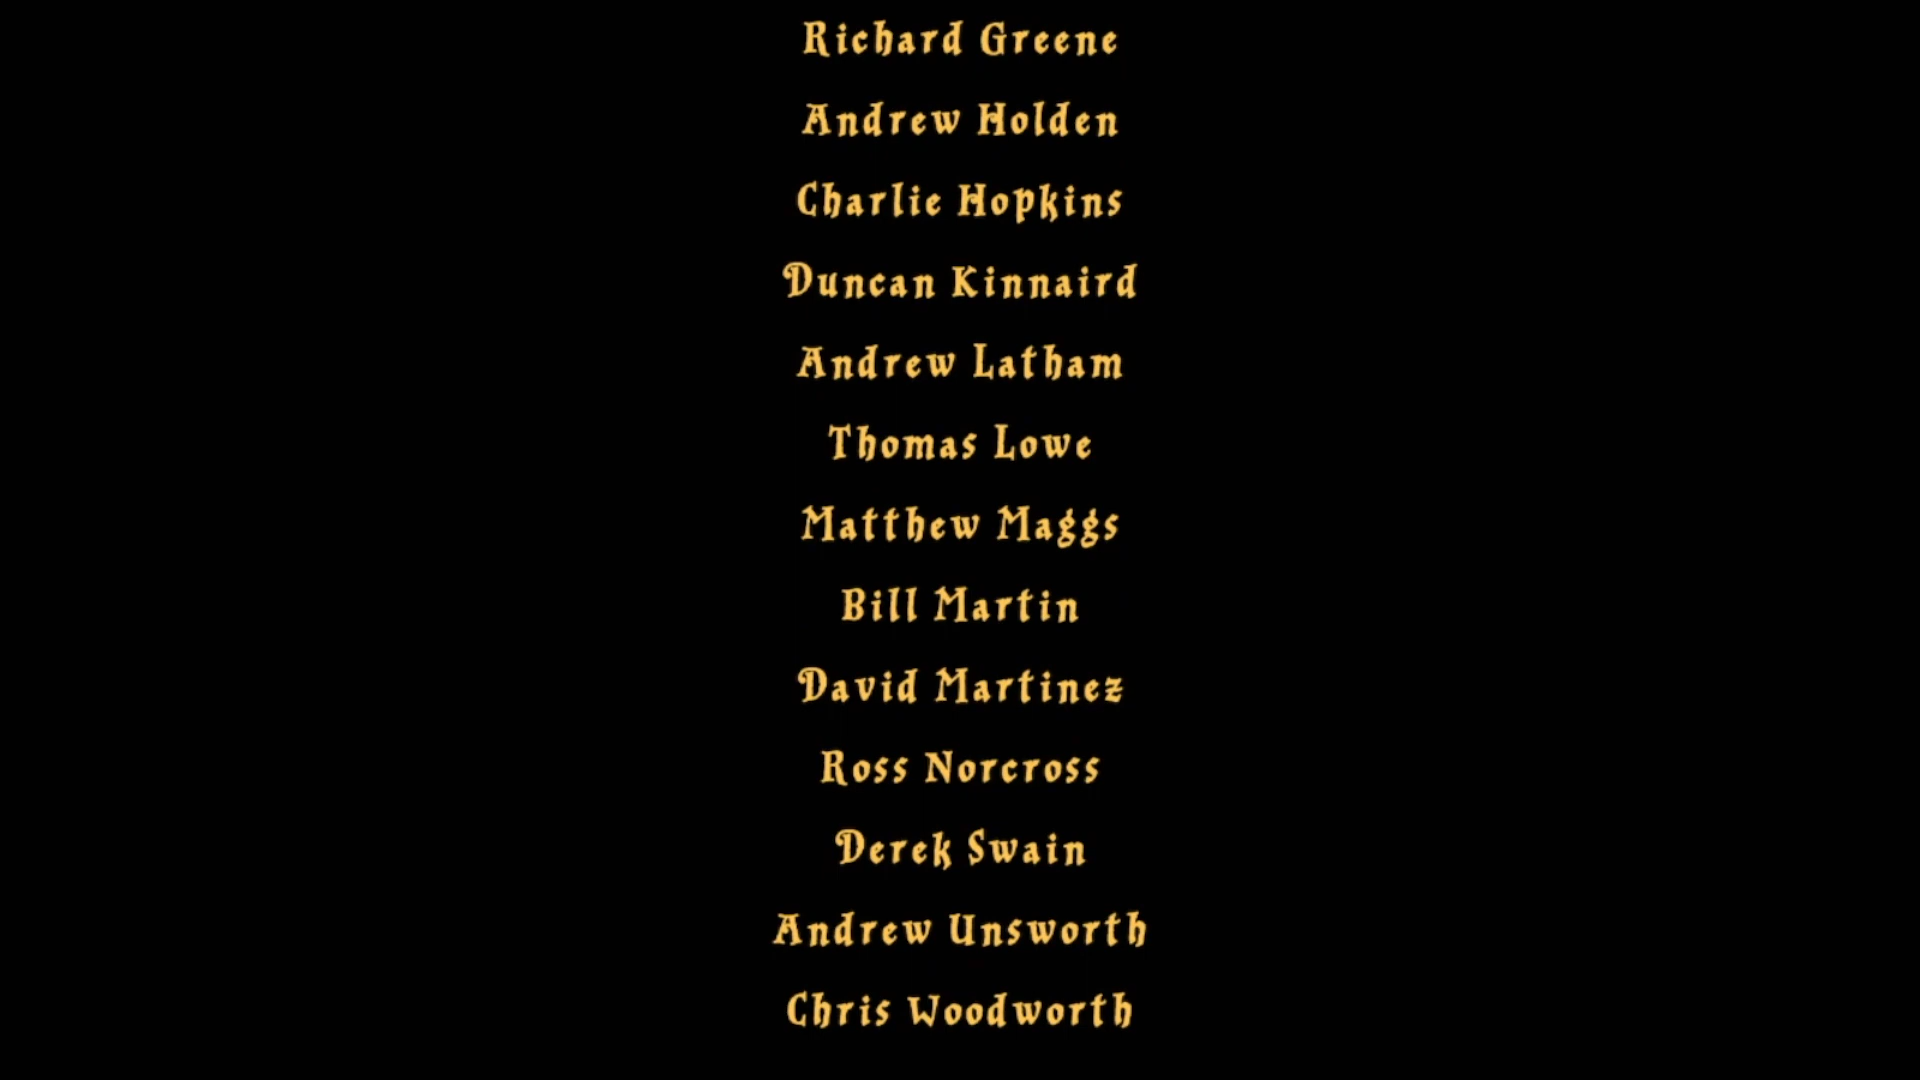 Richard Greene
Andrew Holden
Charlie Hopkins
Duncan Kinnaird
Andrew Latham
Thomas Lowe
Matthew Maggs
Bill Martin
David Martinez
Ross Norcross
Derek Swain
Andrew Unsworth
Chris Woodworth